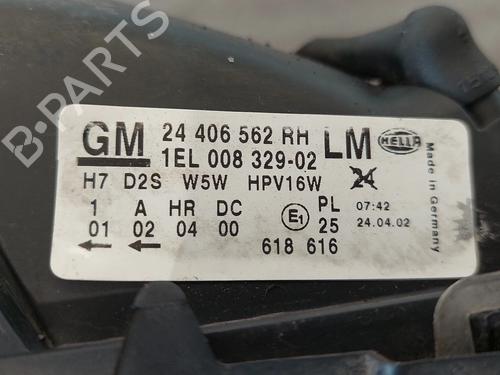 B-PARTS
GM 24 406 562 RH LM HELLA
1EL 008 329-02
H7 D2S W5W HPV16W 24
1 A HR DC E1 PL 07:42
01 02 04 00 25 24.04.02
618 616
Made in Germany